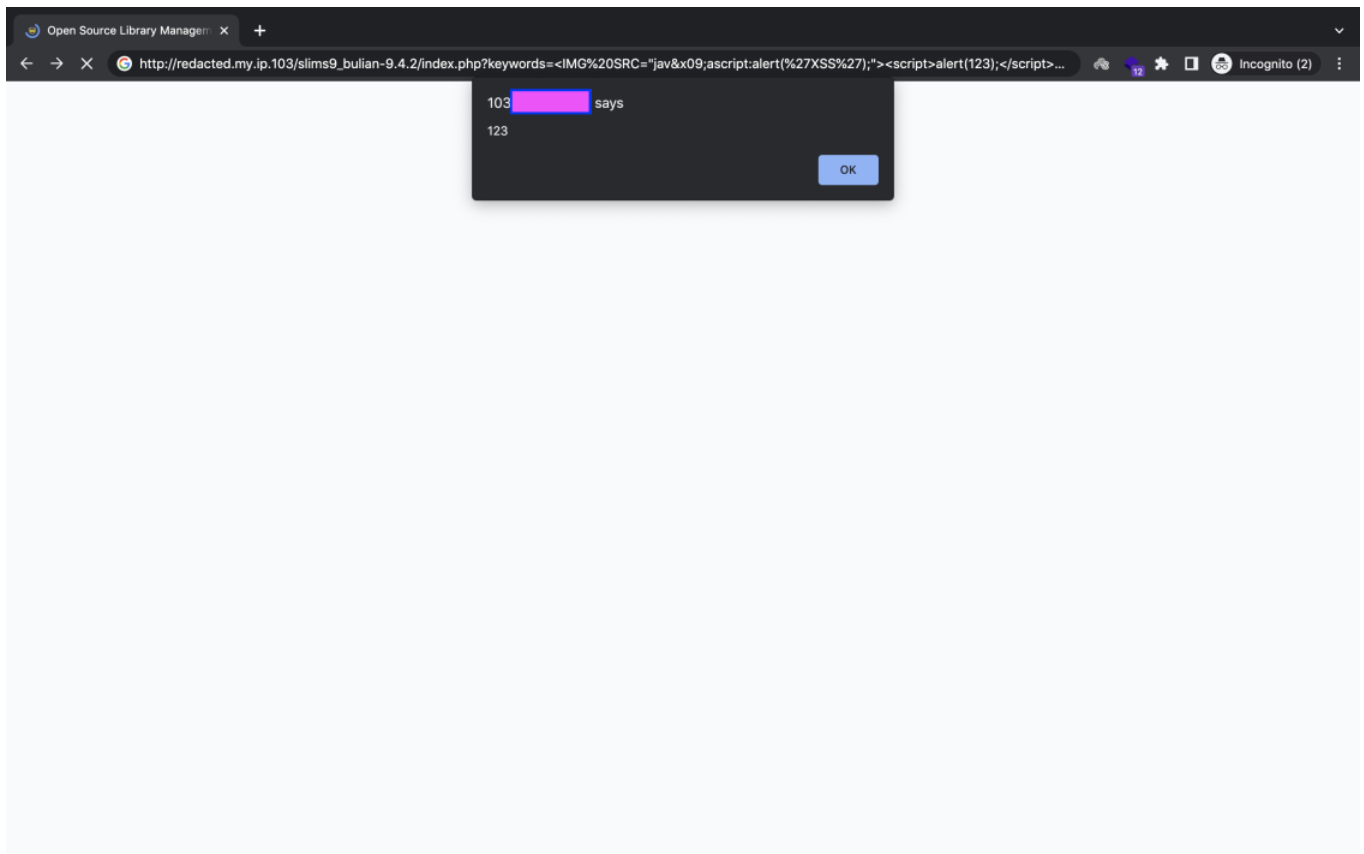 Open Source Library Managem
http://redacted.my.ip.103/slims9_bulian-9.4.2/index.php?keywords=<IMG%20SRC="jav&x09;ascript:alert(%27XSS%27);"><script>alert(123);</script>...
12
Incognito (2)
103 says
123
OK